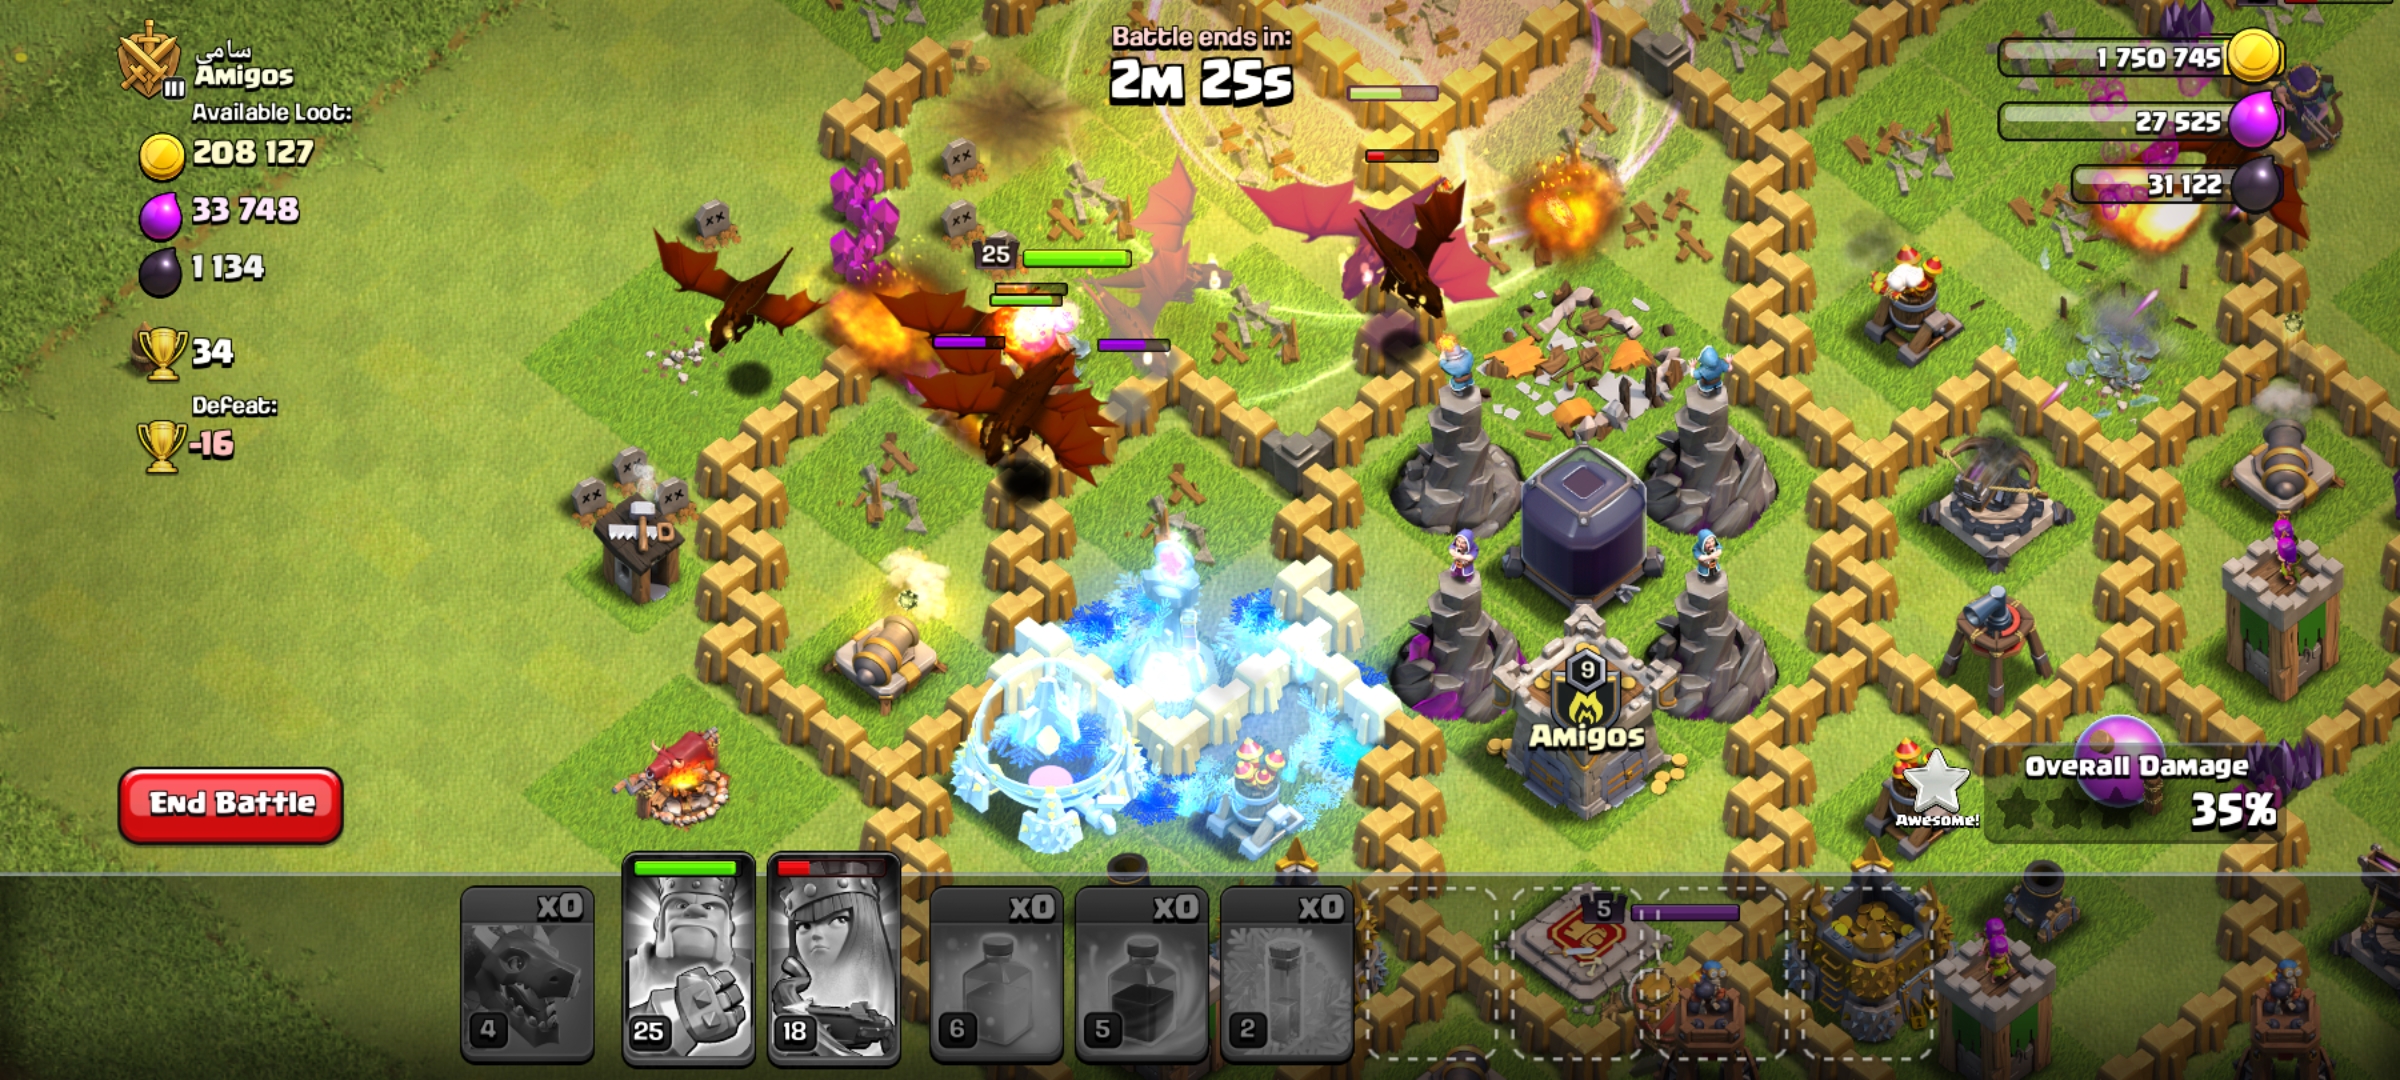 سامي
Amigos
III
Available Loot:
208 127
33 748
1 134
34
Defeat:
-16
Battle ends in:
2m 25s
1 750 745
27 525
31 122
25
9
Amigos
End Battle
Awesome!
Overall Damage
35%
x0
4
25
18
x0
6
x0
5
x0
2
5